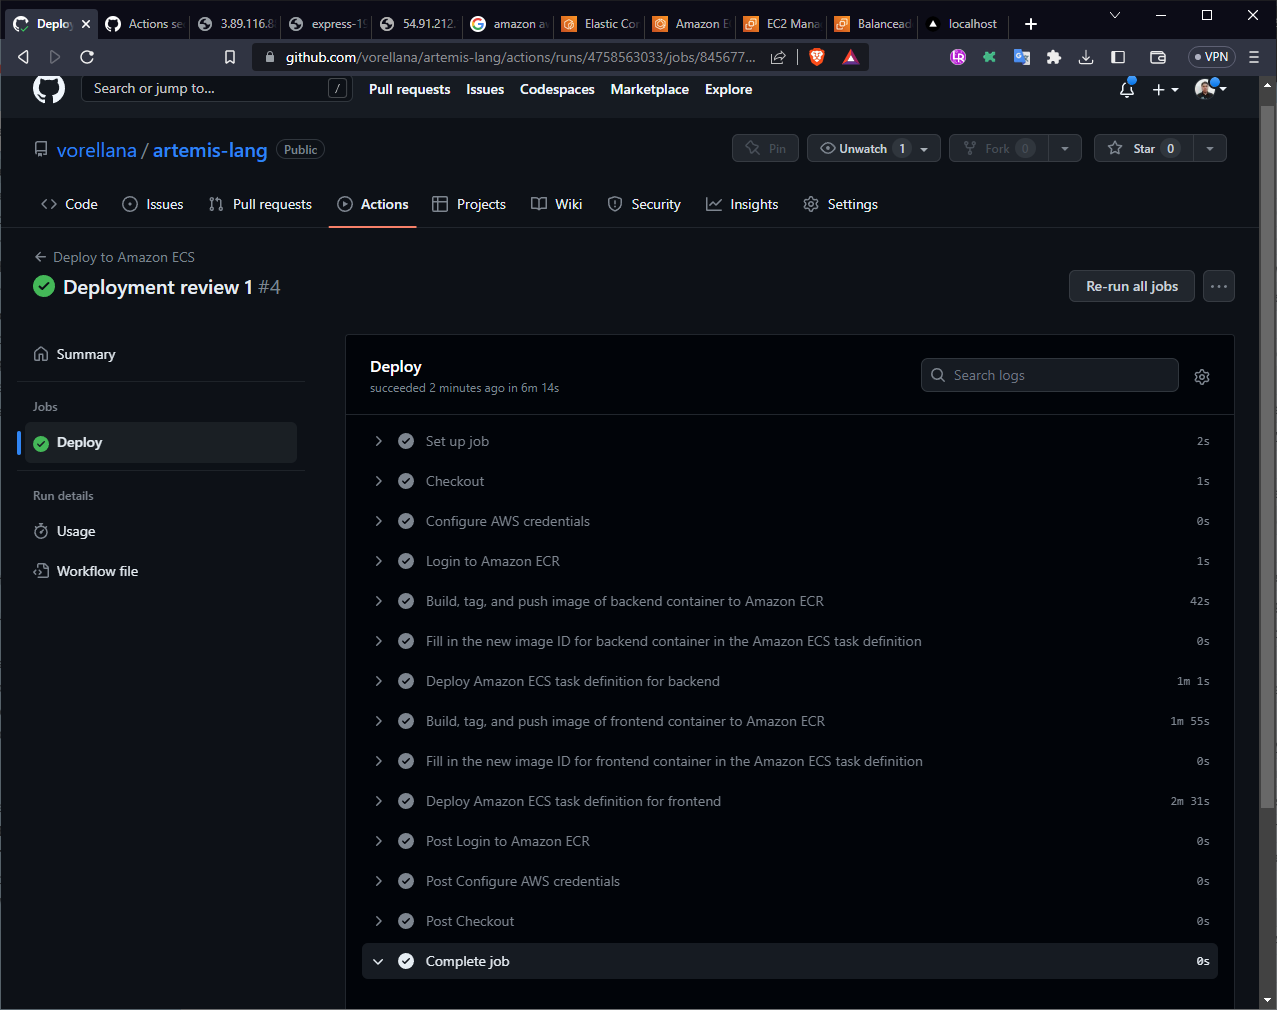 Deploy
Actions se
3.89.116.8
express-19
54.91.212.
amazon aw
Elastic Con
Amazon E
EC2 Mana
Balancead
localhost
github.com/vorellana/artemis-lang/actions/runs/4758563033/jobs/845677...
VPN
Search or jump to...
/
Pull requests
Issues
Codespaces
Marketplace
Explore
vorellana / artemis-lang
Public
Pin
Unwatch 1
Fork 0
Star 0
Code
Issues
Pull requests
Actions
Projects
Wiki
Security
Insights
Settings
Deploy to Amazon ECS
Deployment review 1 #4
Re-run all jobs
Summary
Jobs
Deploy
Run details
Usage
Workflow file
Deploy
succeeded 2 minutes ago in 6m 14s
Search logs
Set up job 2s
Checkout 1s
Configure AWS credentials 0s
Login to Amazon ECR 1s
Build, tag, and push image of backend container to Amazon ECR 42s
Fill in the new image ID for backend container in the Amazon ECS task definition 0s
Deploy Amazon ECS task definition for backend 1m 1s
Build, tag, and push image of frontend container to Amazon ECR 1m 55s
Fill in the new image ID for frontend container in the Amazon ECS task definition 0s
Deploy Amazon ECS task definition for frontend 2m 31s
Post Login to Amazon ECR 0s
Post Configure AWS credentials 0s
Post Checkout 0s
Complete job 0s